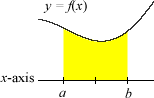 y = f(x)
x-axis
a b